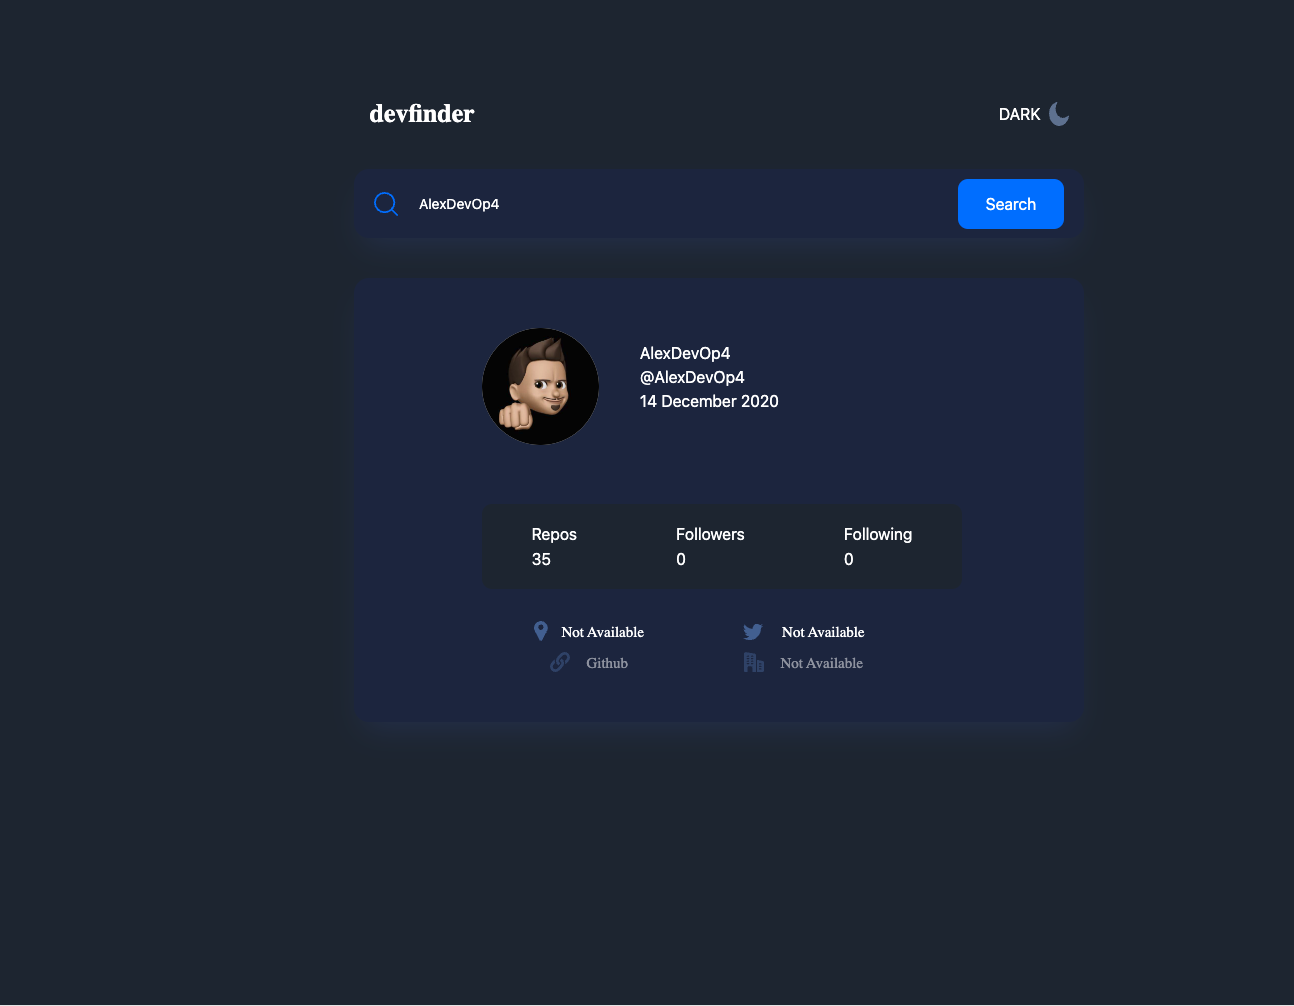 devfinder
DARK
AlexDevOp4
Search
AlexDevOp4
@AlexDevOp4
14 December 2020
Repos Followers Following
35 0 0
Not Available Not Available
Github Not Available